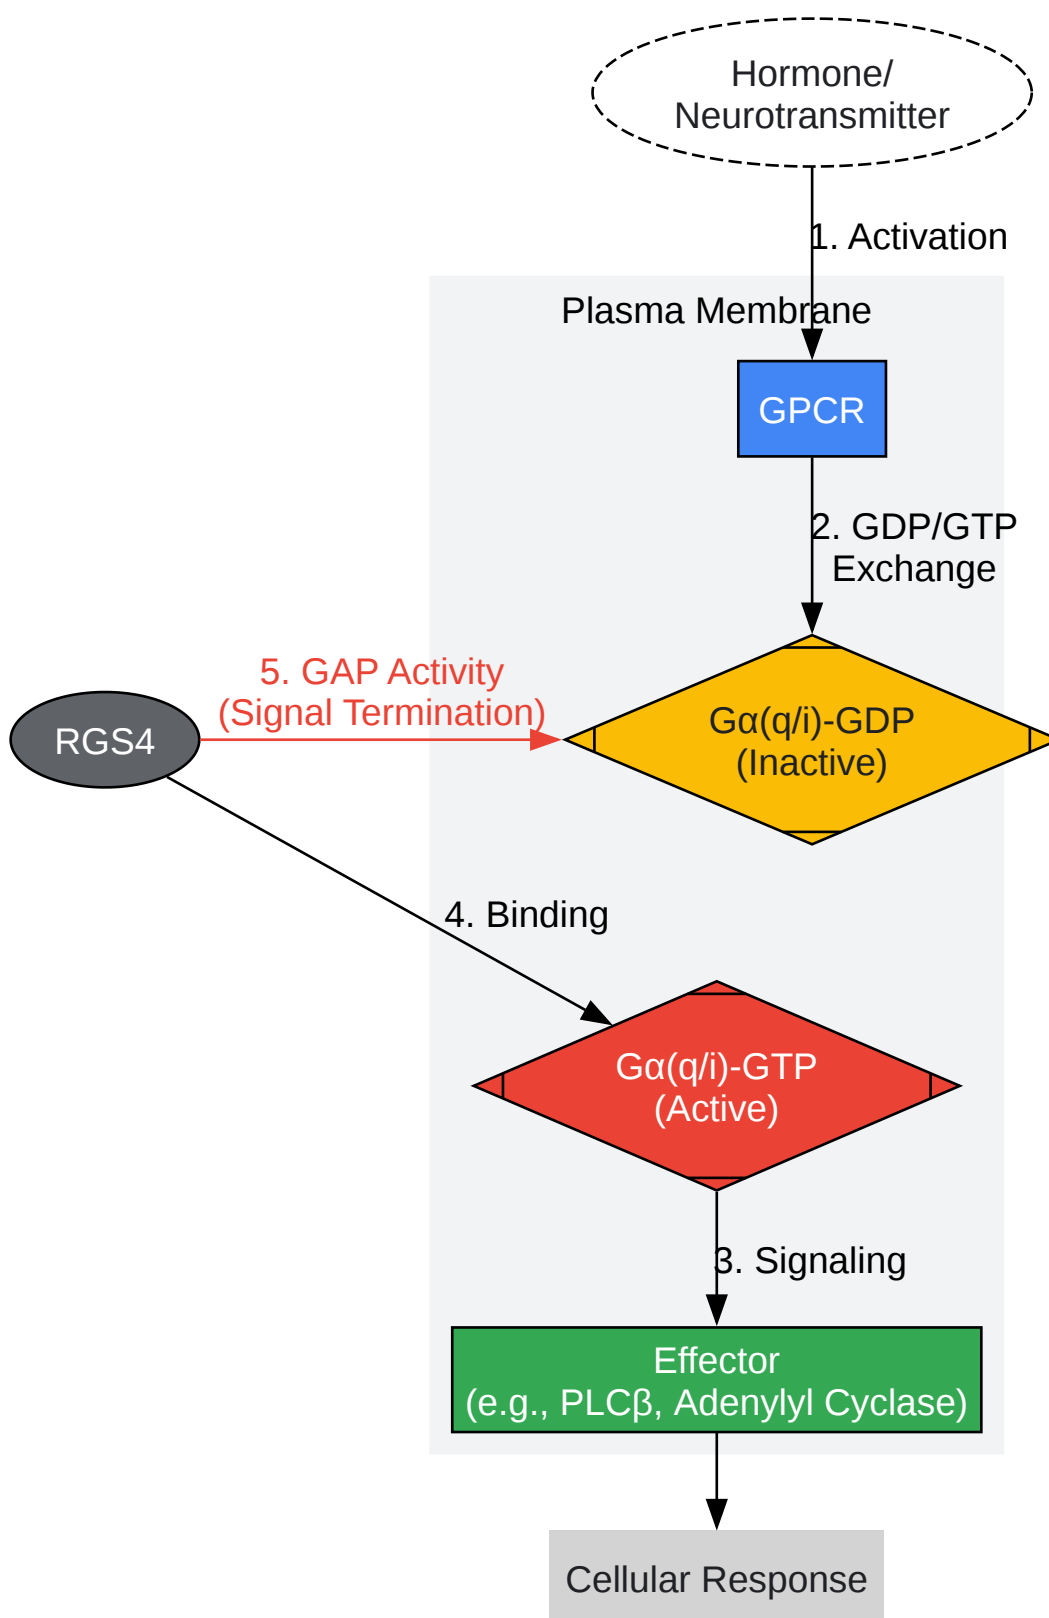 Hormone/
Neurotransmitter
1. Activation
Plasma Membrane
GPCR
2. GDP/GTP
Exchange
5. GAP Activity
(Signal Termination)
RGS4
Gα(q/i)-GDP
(Inactive)
4. Binding
Gα(q/i)-GTP
(Active)
3. Signaling
Effector
(e.g., PLCβ, Adenylyl Cyclase)
Cellular Response